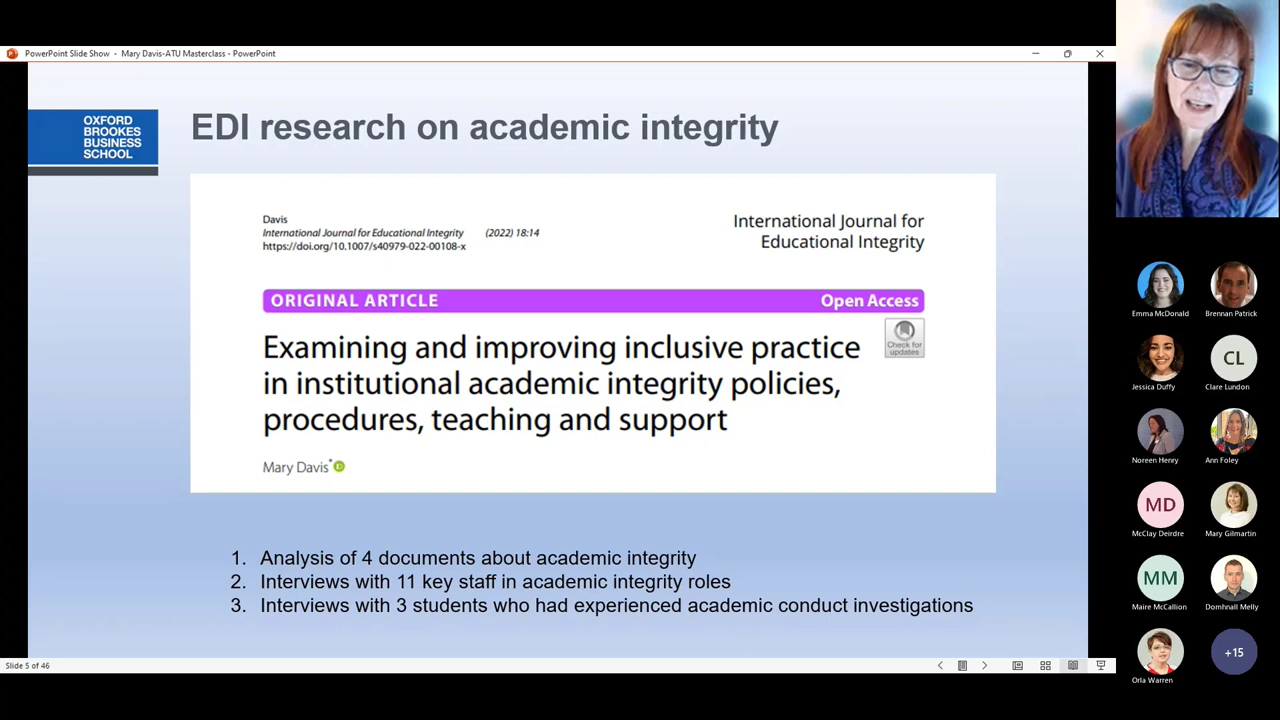 PowerPoint Slide Show - Mary Davis-ATU Masterclass - PowerPoint
OXFORD
BROOKES
BUSINESS
SCHOOL
EDI research on academic integrity
Davis
International Journal for Educational Integrity (2022) 18:14
https://doi.org/10.1007/s40979-022-00108-x
International Journal for
Educational Integrity
ORIGINAL ARTICLE Open Access
Check for
updates
Examining and improving inclusive practice
in institutional academic integrity policies,
procedures, teaching and support
Mary Davis*
1. Analysis of 4 documents about academic integrity
2. Interviews with 11 key staff in academic integrity roles
3. Interviews with 3 students who had experienced academic conduct investigations
Slide 5 of 46
Emma McDonald Brennan Patrick
CL
Jessica Duffy Clare Lundon
Noreen Henry Ann Foley
MD
McClay Deirdre Mary Gilmartin
MM
Maire McCallion Domhnall Melly
+15
Orla Warren